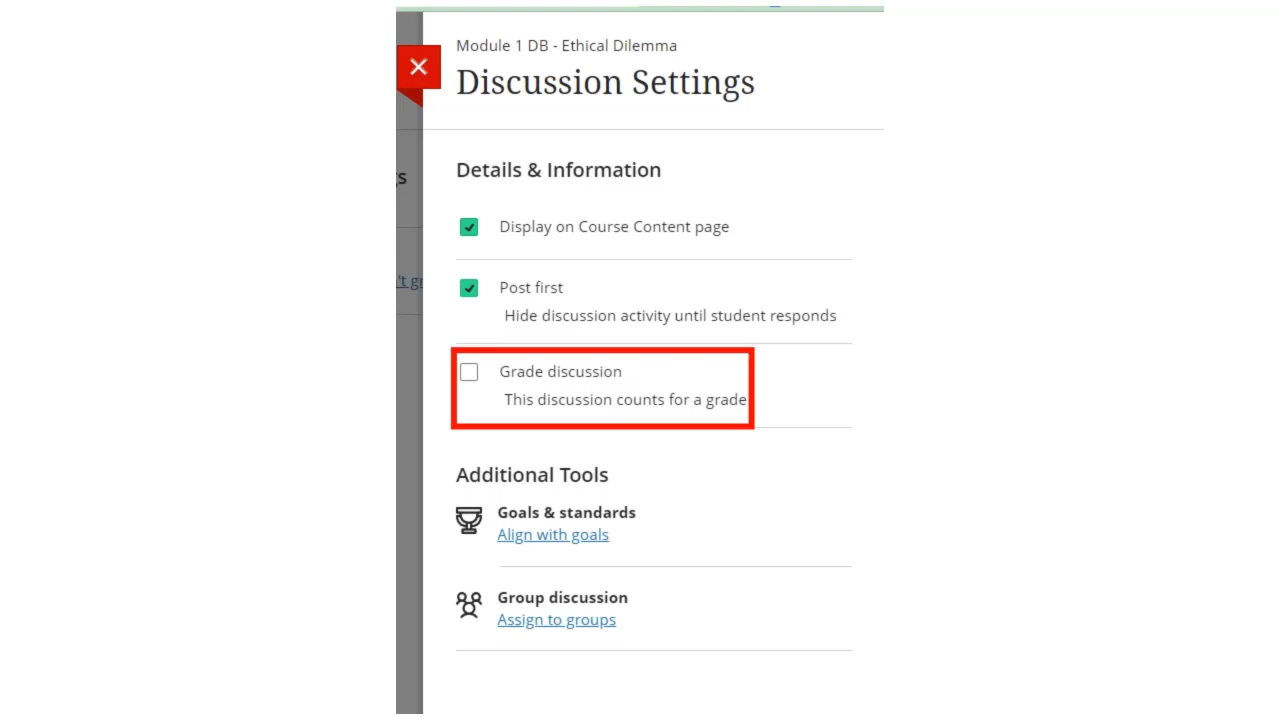 Module 1 DB - Ethical Dilemma
Discussion Settings
Details & Information
Display on Course Content page
Post first
Hide discussion activity until student responds
Grade discussion
This discussion counts for a grade
Additional Tools
Goals & standards
Align with goals
Group discussion
Assign to groups